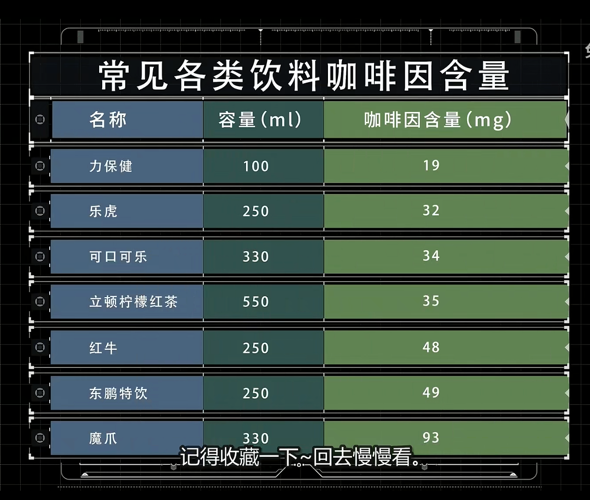 常见各类饮料咖啡因含量
名称 容量(ml) 咖啡因含量(mg)
力保健 100 19
乐虎 250 32
可口可乐 330 34
立顿柠檬红茶 550 35
红牛 250 48
东鹏特饮 250 49
魔爪 330 93
记得收藏一下~回去慢慢看。